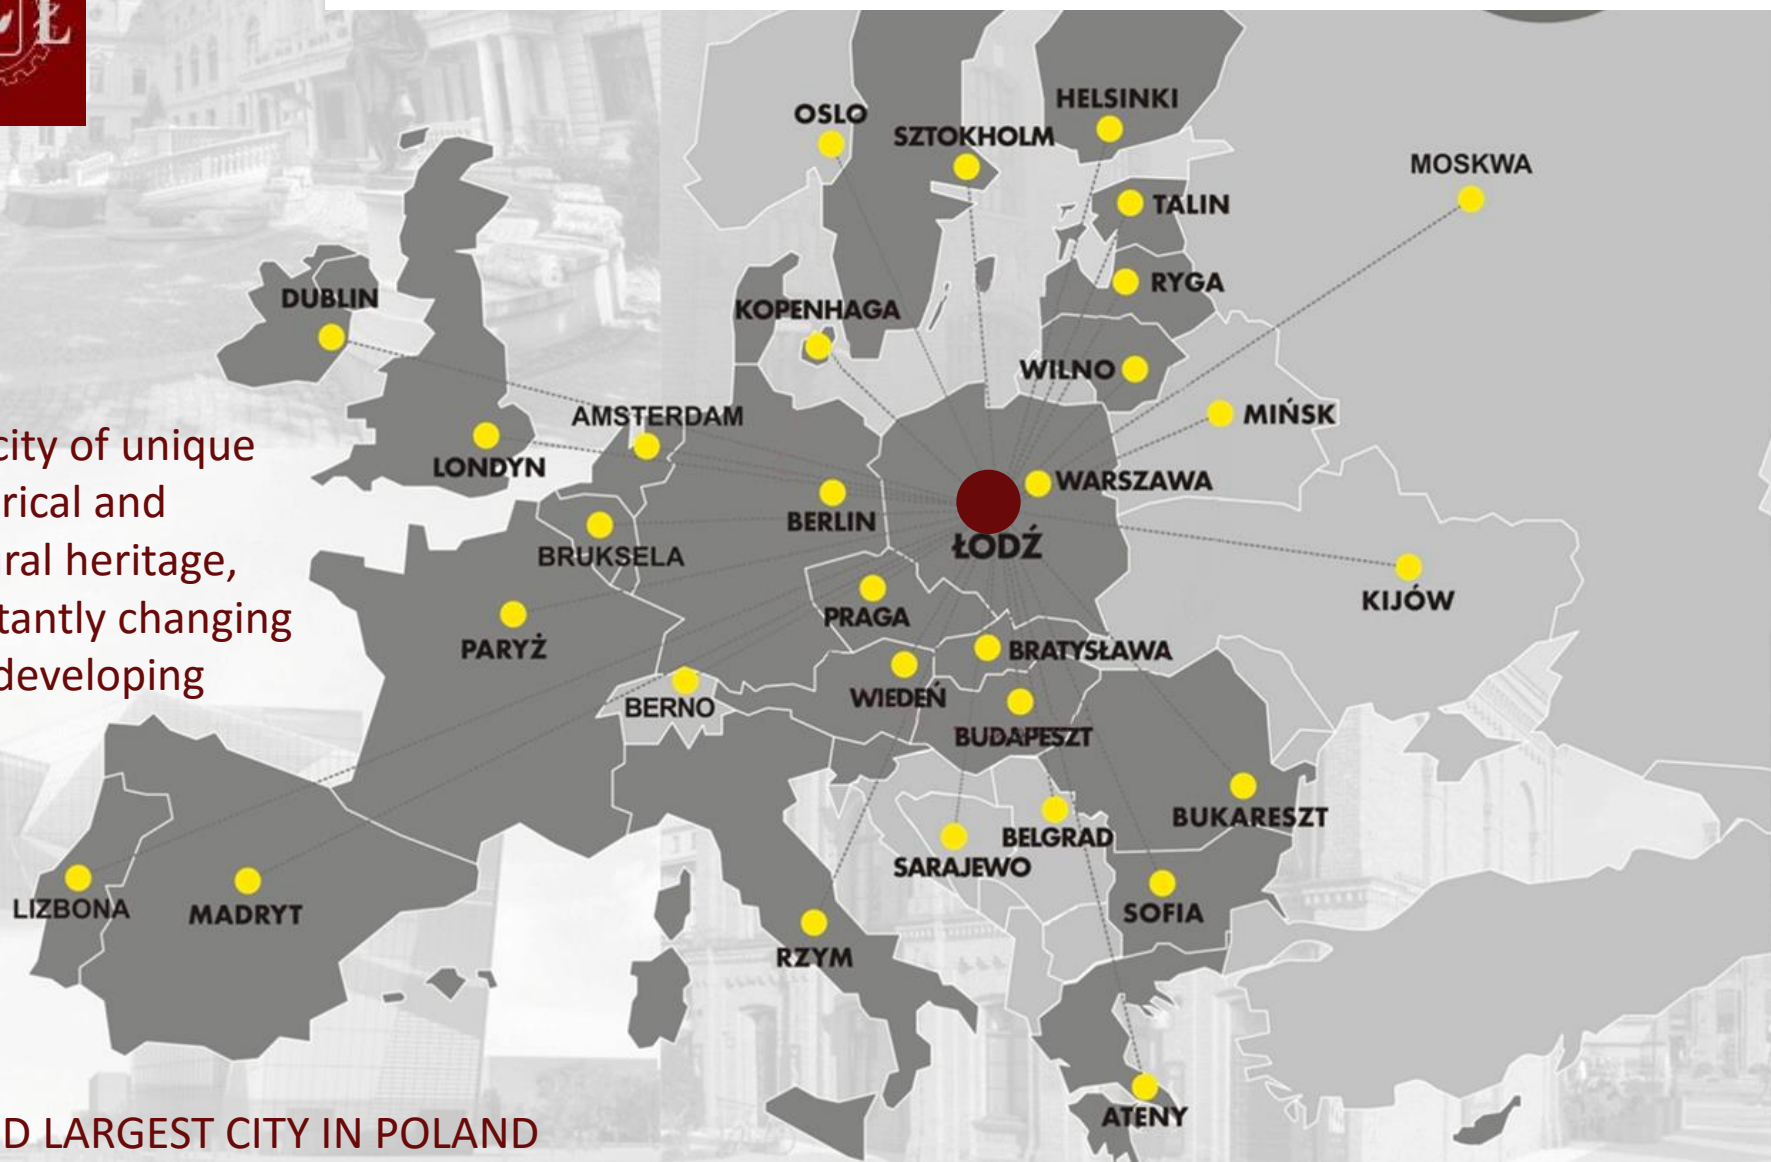 Ł
OSLO
HELSINKI
SZTOKHOLM
MOSKWA
TALIN
RYGA
DUBLIN
KOPENHAGA
WILNO
AMSTERDAM
MIŃSK
city of unique
LONDYN
WARSZAWA
rical and
BERLIN
ŁÓDŹ
BRUKSELA
ral heritage,
KIJÓW
PRAGA
tantly changing
PARYŻ
BRATYSŁAWA
developing
WIEDEŃ
BERNO
BUDAPESZT
BUKARESZT
BELGRAD
SARAJEWO
LIZBONA
MADRYT
SOFIA
RZYM
ATENY
D LARGEST CITY IN POLAND